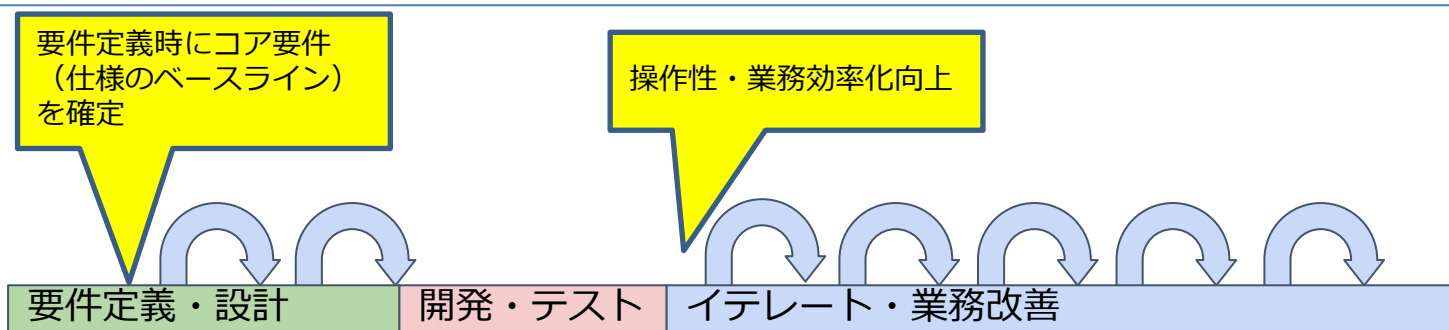 要件定義時にコア要件
（仕様のベースライン）
を確定
操作性・業務効率化向上
要件定義・設計
開発・テスト
イテレート・業務改善